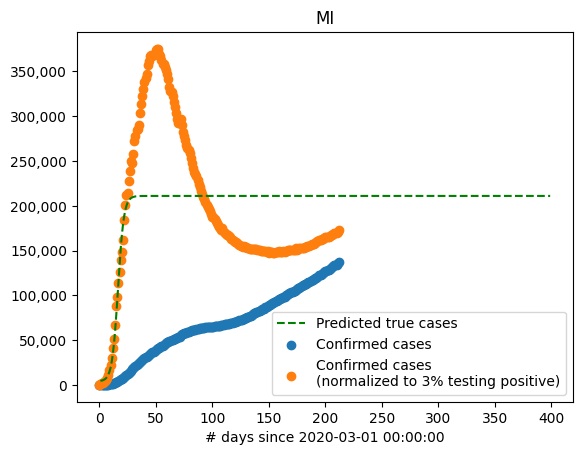 MI
350,000
300,000
250,000
200,000
150,000
100,000
50,000
0
Predicted true cases
Confirmed cases
Confirmed cases
(normalized to 3% testing positive)
0 50 100 150 200 250 300 350 400
# days since 2020-03-01 00:00:00